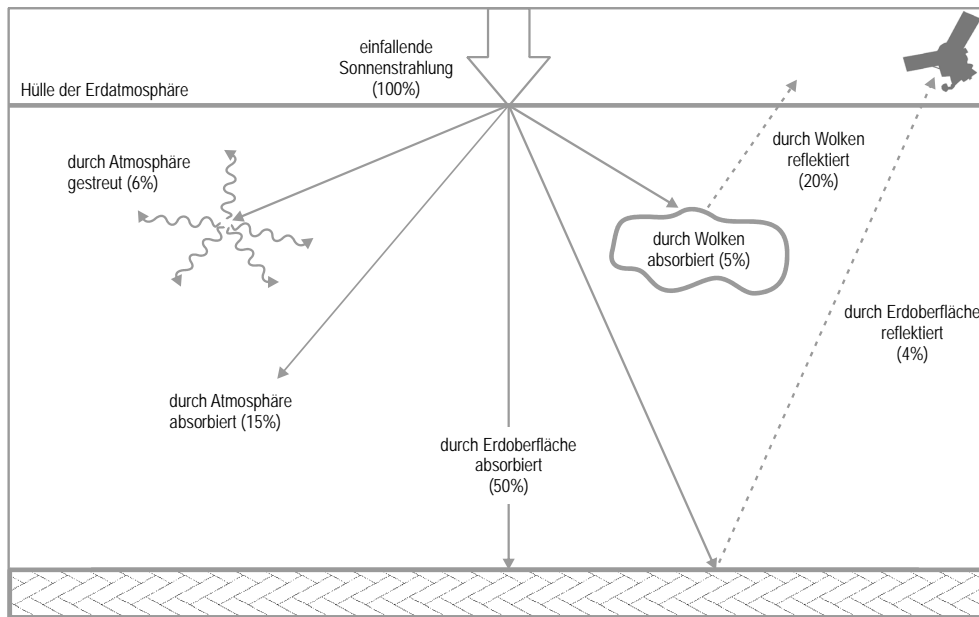 einfallende
Sonnenstrahlung
(100%)
Hülle der Erdatmosphäre
durch Atmosphäre
gestreut (6%)
durch Wolken
reflektiert
(20%)
durch Wolken
absorbiert (5%)
durch Erdoberfläche
reflektiert
(4%)
durch Atmosphäre
absorbiert (15%)
durch Erdoberfläche
absorbiert
(50%)